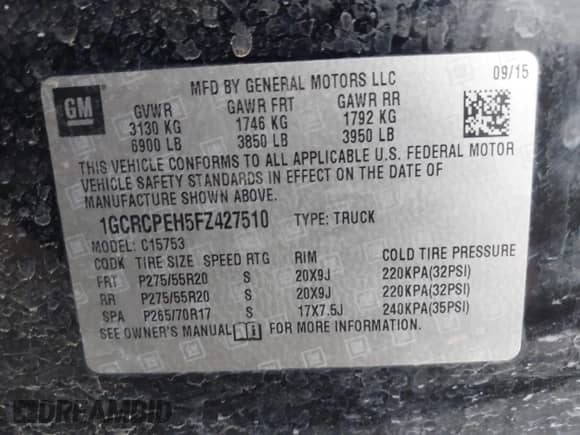 GM
MFD BY GENERAL MOTORS LLC 09/15
GVWR GAWR FRT GAWR RR
3130 KG 1746 KG 1792 KG
6900 LB 3850 LB 3950 LB
THIS VEHICLE CONFORMS TO ALL APPLICABLE U.S. FEDERAL MOTOR
VEHICLE SAFETY STANDARDS IN EFFECT ON THE DATE OF
MANUFACTURE SHOWN ABOVE.
1GCRCPEH5FZ427510 TYPE: TRUCK
MODEL: C15753
CQDK TIRE SIZE SPEED RTG RIM COLD TIRE PRESSURE
FRT P275/55R20 S 20X9J 220KPA(32PSI)
RR P275/55R20 S 20X9J 220KPA(32PSI)
SPA P265/70R17 S 17X7.5J 240KPA(35PSI)
SEE OWNER'S MANUAL FOR MORE INFORMATION.
DREAMBID